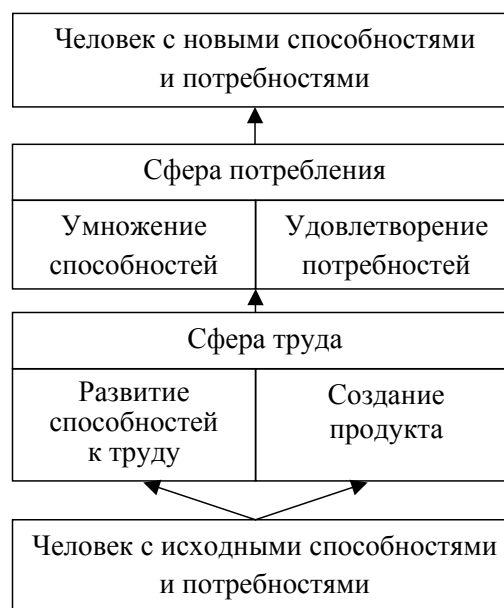 Человек с новыми способностями
и потребностями
Сфера потребления
Умножение
способностей
Удовлетворение
потребностей
Сфера труда
Развитие
способностей
к труду
Создание
продукта
Человек с исходными способностями
и потребностями